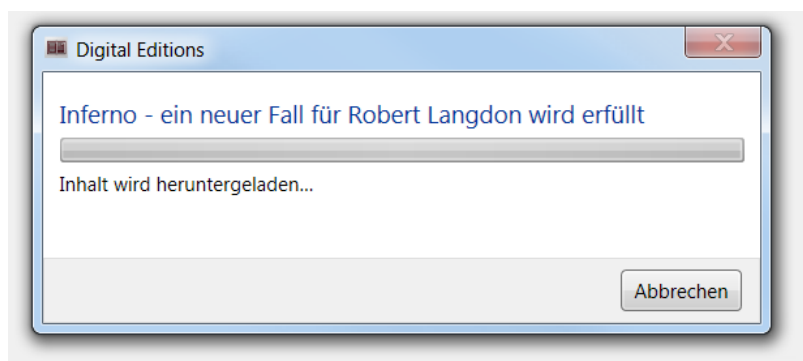 Digital Editions
Inferno - ein neuer Fall für Robert Langdon wird erfüllt
Inhalt wird heruntergeladen...
Abbrechen